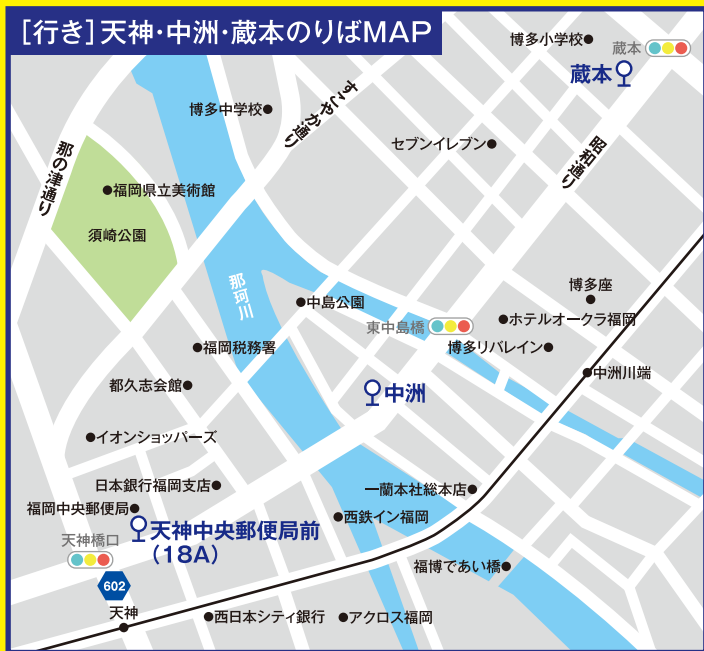 [行き]天神・中洲・蔵本のりばMAP
博多小学校
蔵本
蔵本
すこやか通り
博多中学校
セブンイレブン
昭和通り
那の津通り
福岡県立美術館
須崎公園
那珂川
中島公園
博多座
ホテルオークラ福岡
東中島橋
博多リバレイン
福岡税務署
中洲川端
都久志会館
中洲
イオンショッパーズ
日本銀行福岡支店
一蘭本社総本店
福岡中央郵便局
西鉄イン福岡
天神中央郵便局前
(18A)
天神橋口
福博であい橋
602
天神
西日本シティ銀行
アクロス福岡